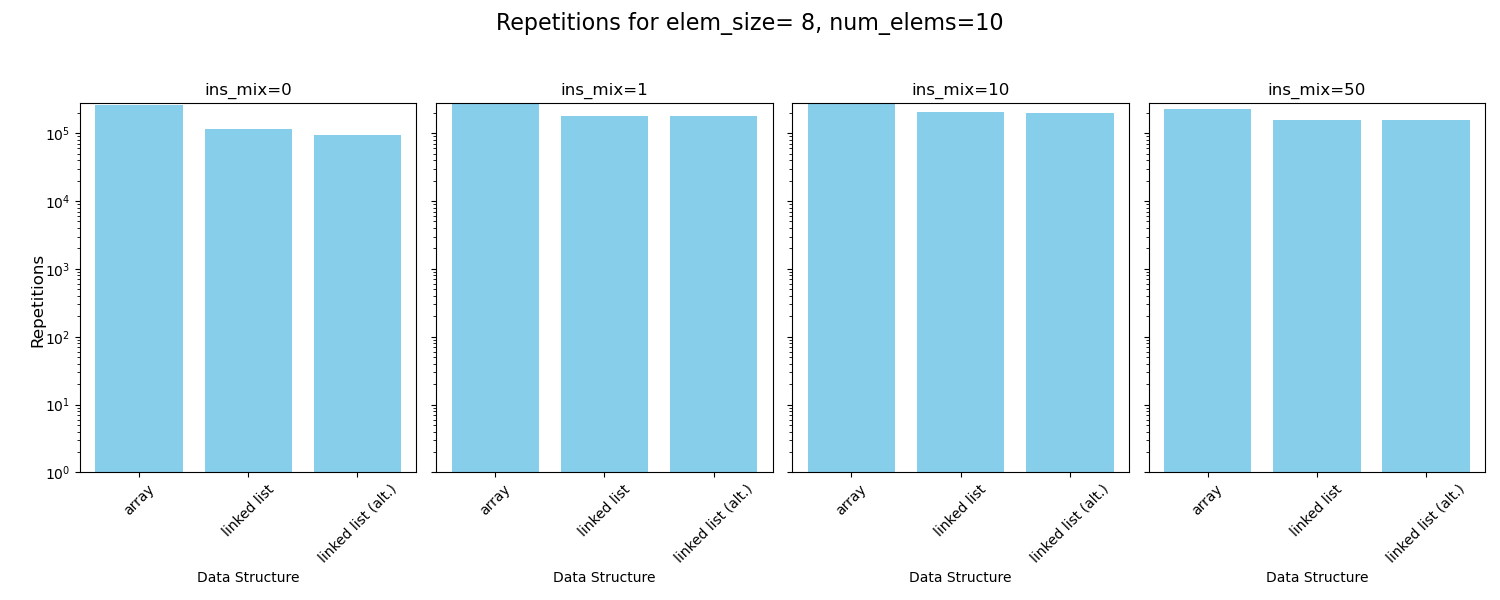 Repetitions for elem_size= 8, num_elems=10
ins_mix=0
ins_mix=1
ins_mix=10
ins_mix=50
Repetitions
10^5
10^4
10^3
10^2
10^1
10^0
array
linked list
linked list (alt.)
array
linked list
linked list (alt.)
array
linked list
linked list (alt.)
array
linked list
linked list (alt.)
Data Structure
Data Structure
Data Structure
Data Structure